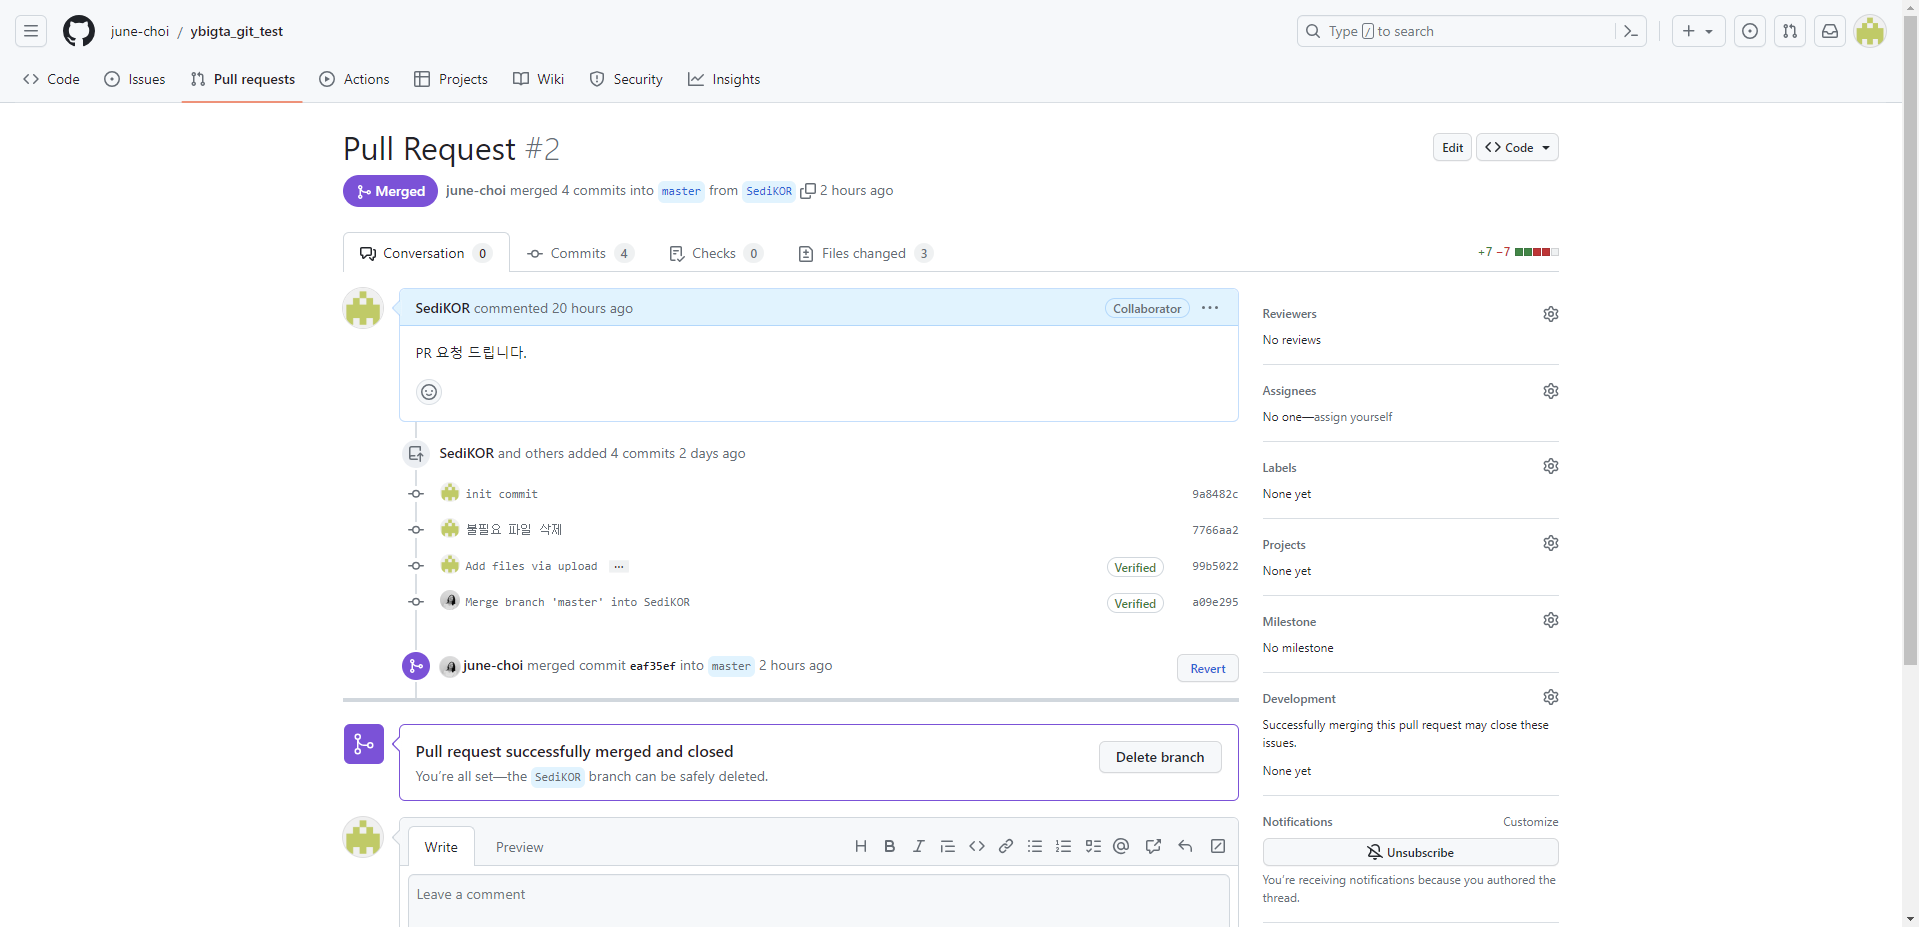 june-choi / ybigta_git_test
Type / to search
Code
Issues
Pull requests
Actions
Projects
Wiki
Security
Insights
Pull Request #2
Edit
Code
Merged
june-choi merged 4 commits into master from SediKOR 2 hours ago
Conversation 0
Commits 4
Checks 0
Files changed 3
+7 −7
SediKOR commented 20 hours ago
Collaborator
PR 요청 드립니다.
SediKOR and others added 4 commits 2 days ago
init commit 9a8482c
불필요 파일 삭제 7766aa2
Add files via upload … Verified 99b5022
Merge branch 'master' into SediKOR Verified a09e295
june-choi merged commit eaf35ef into master 2 hours ago
Revert
Pull request successfully merged and closed
You're all set—the SediKOR branch can be safely deleted.
Delete branch
Write
Preview
Leave a comment
Reviewers
No reviews
Assignees
No one—assign yourself
Labels
None yet
Projects
None yet
Milestone
No milestone
Development
Successfully merging this pull request may close these
issues.
None yet
Notifications
Customize
Unsubscribe
You're receiving notifications because you authored the
thread.